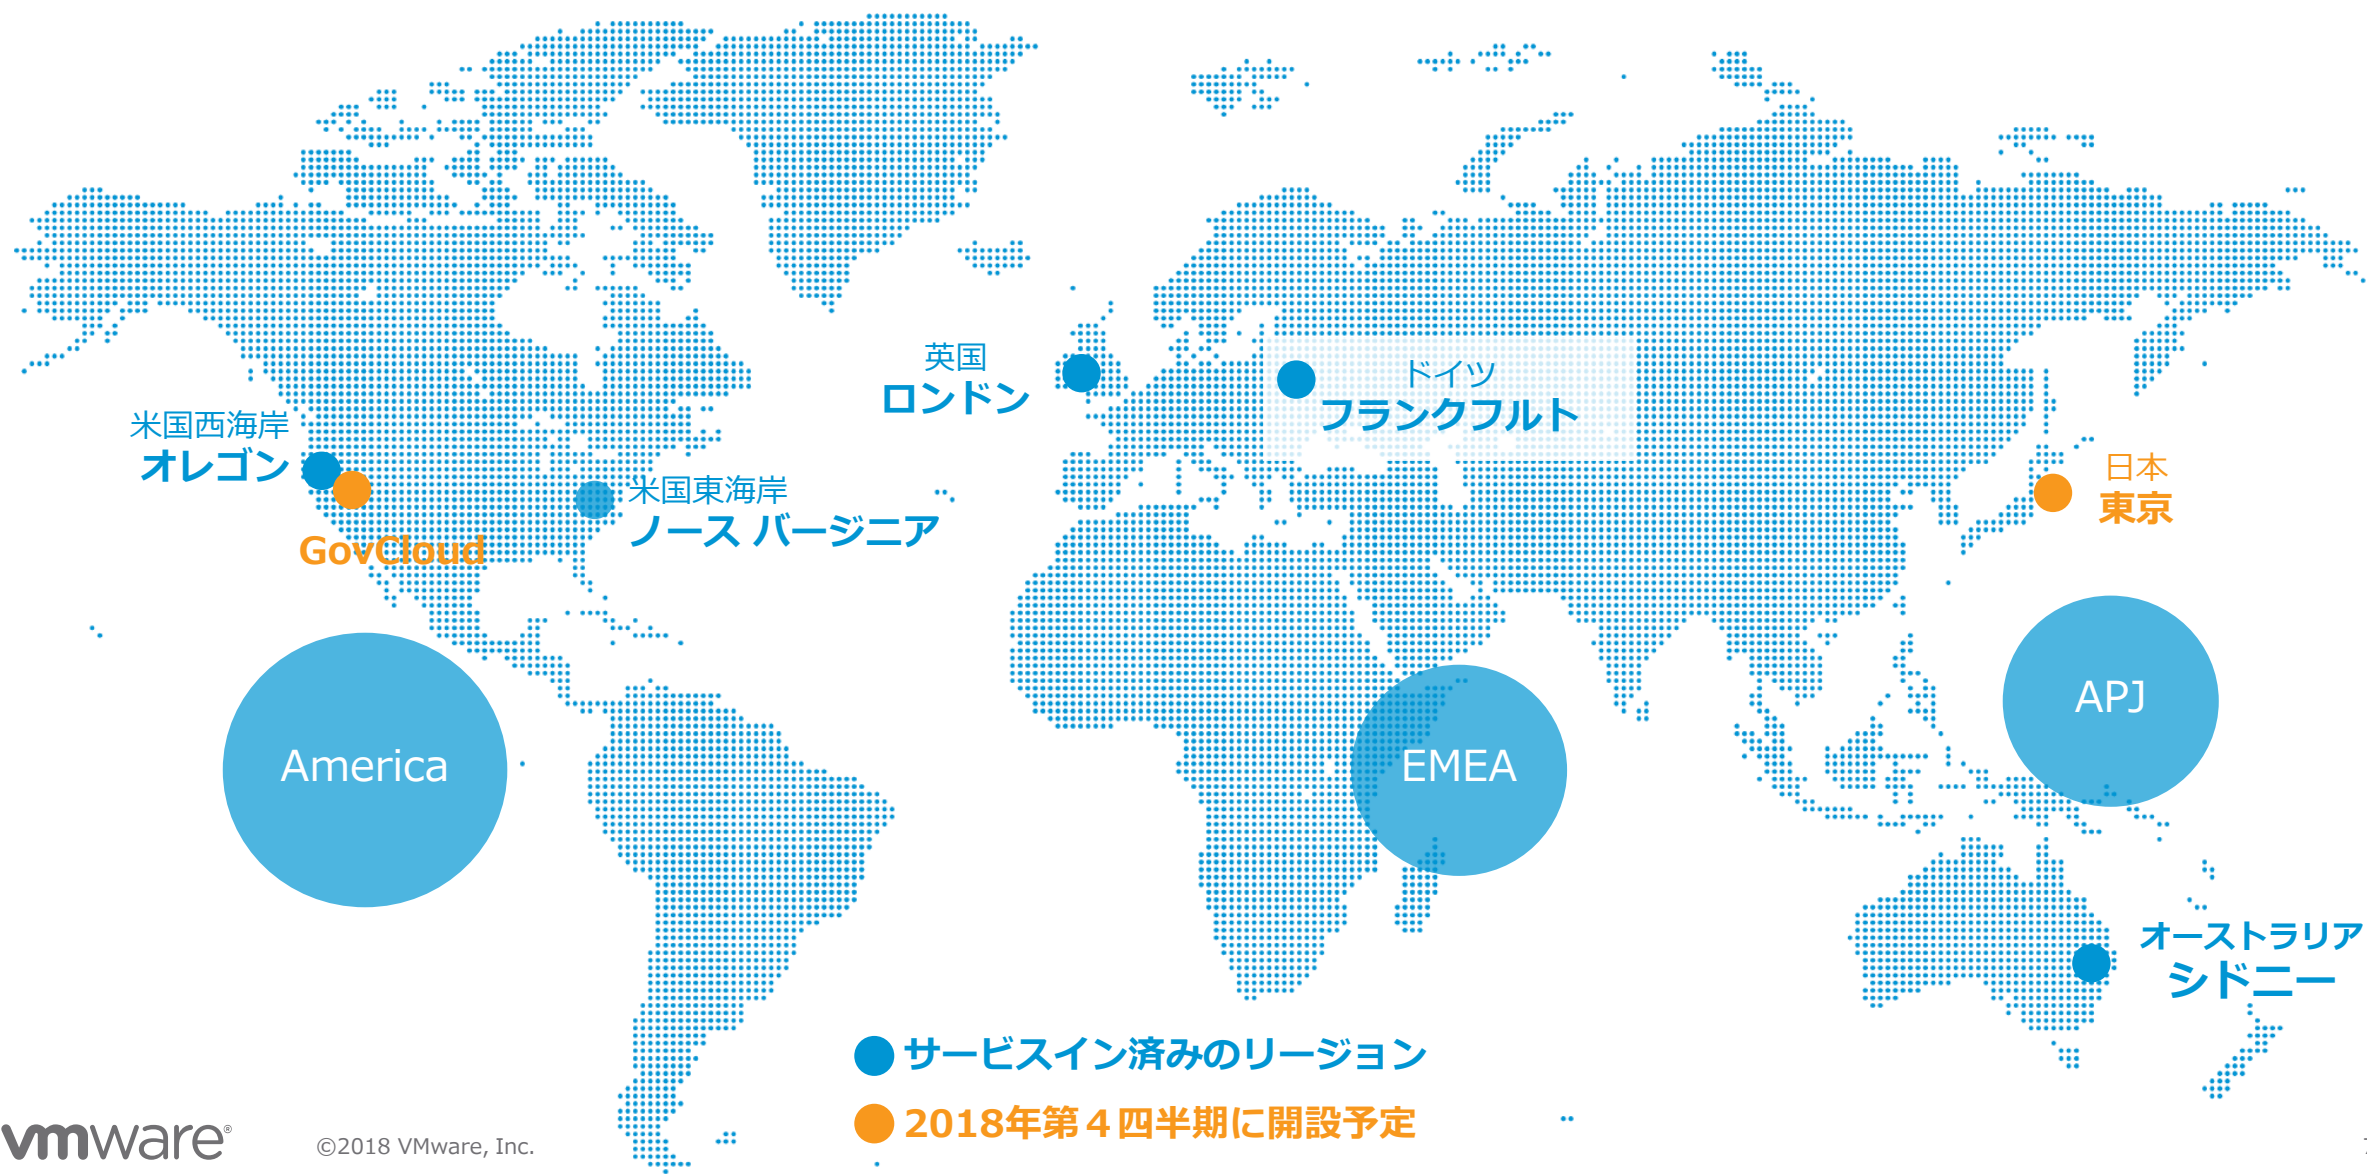 英国
ロンドン
ドイツ
フランクフルト
米国西海岸
オレゴン
GovCloud
米国東海岸
ノース バージニア
日本
東京
America
EMEA
APJ
オーストラリア
シドニー
サービスイン済みのリージョン
2018年第４四半期に開設予定
vmware®
©2018 VMware, Inc.